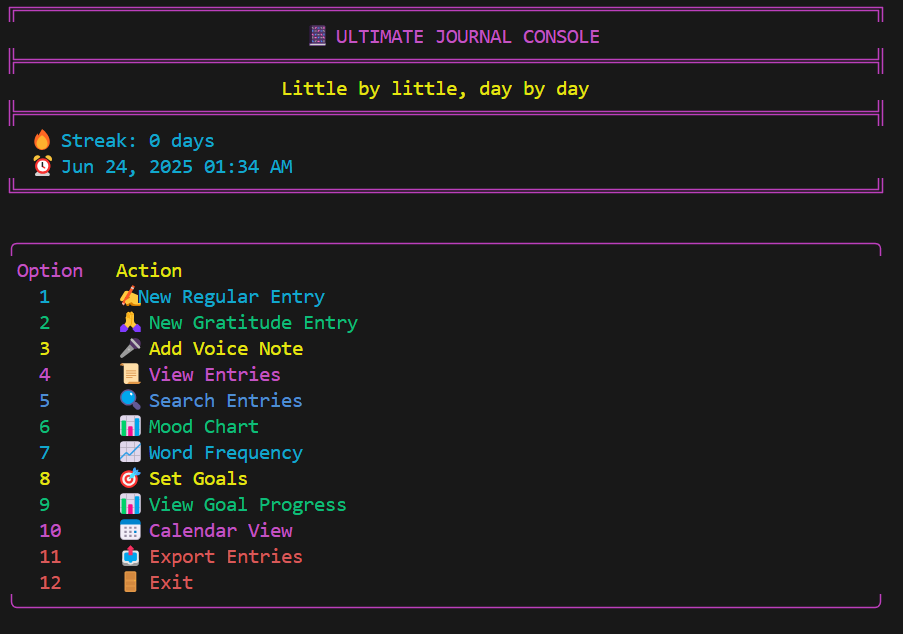 ULTIMATE JOURNAL CONSOLE
Little by little, day by day
Streak: 0 days
Jun 24, 2025 01:34 AM
Option Action
1 New Regular Entry
2 New Gratitude Entry
3 Add Voice Note
4 View Entries
5 Search Entries
6 Mood Chart
7 Word Frequency
8 Set Goals
9 View Goal Progress
10 Calendar View
11 Export Entries
12 Exit